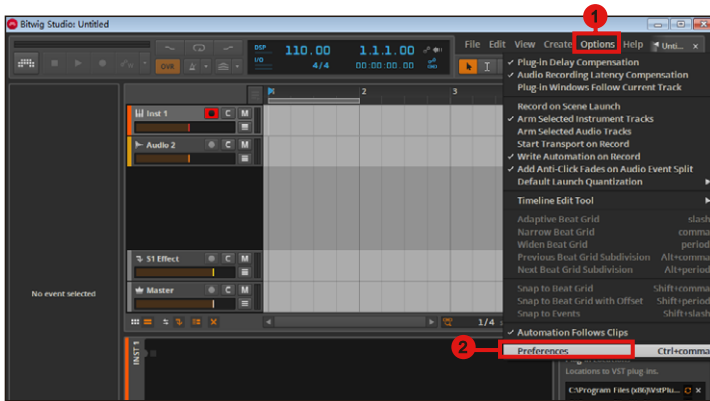 1
Bitwig Studio: Untitled
File Edit View Create Options Help Unti... x
DSP
I/O
110.00
4/4
1.1.1.00
00:00:00.00
OVR
Plug-in Delay Compensation
Audio Recording Latency Compensation
Plug-in Windows Follow Current Track
Record on Scene Launch
Arm Selected Instrument Tracks
Arm Selected Audio Tracks
Start Transport on Record
Write Automation on Record
Add Anti-Click Fades on Audio Event Split
Default Launch Quantization
Timeline Edit Tool
Adaptive Beat Grid slash
Narrow Beat Grid comma
Widen Beat Grid period
Previous Beat Grid Subdivision Alt+comma
Next Beat Grid Subdivision Alt+period
Snap to Beat Grid Shift+comma
Snap to Beat Grid with Offset Shift+period
Snap to Events Shift+slash
Automation Follows Clips
2
Preferences Ctrl+comma
Locations to VST plug-ins.
C:\Program Files (x86)\VstPlu...
2 3
Inst 1 C M
Audio 2 C M
S1 Effect C M
Master C M
No event selected
1/4
INST 1